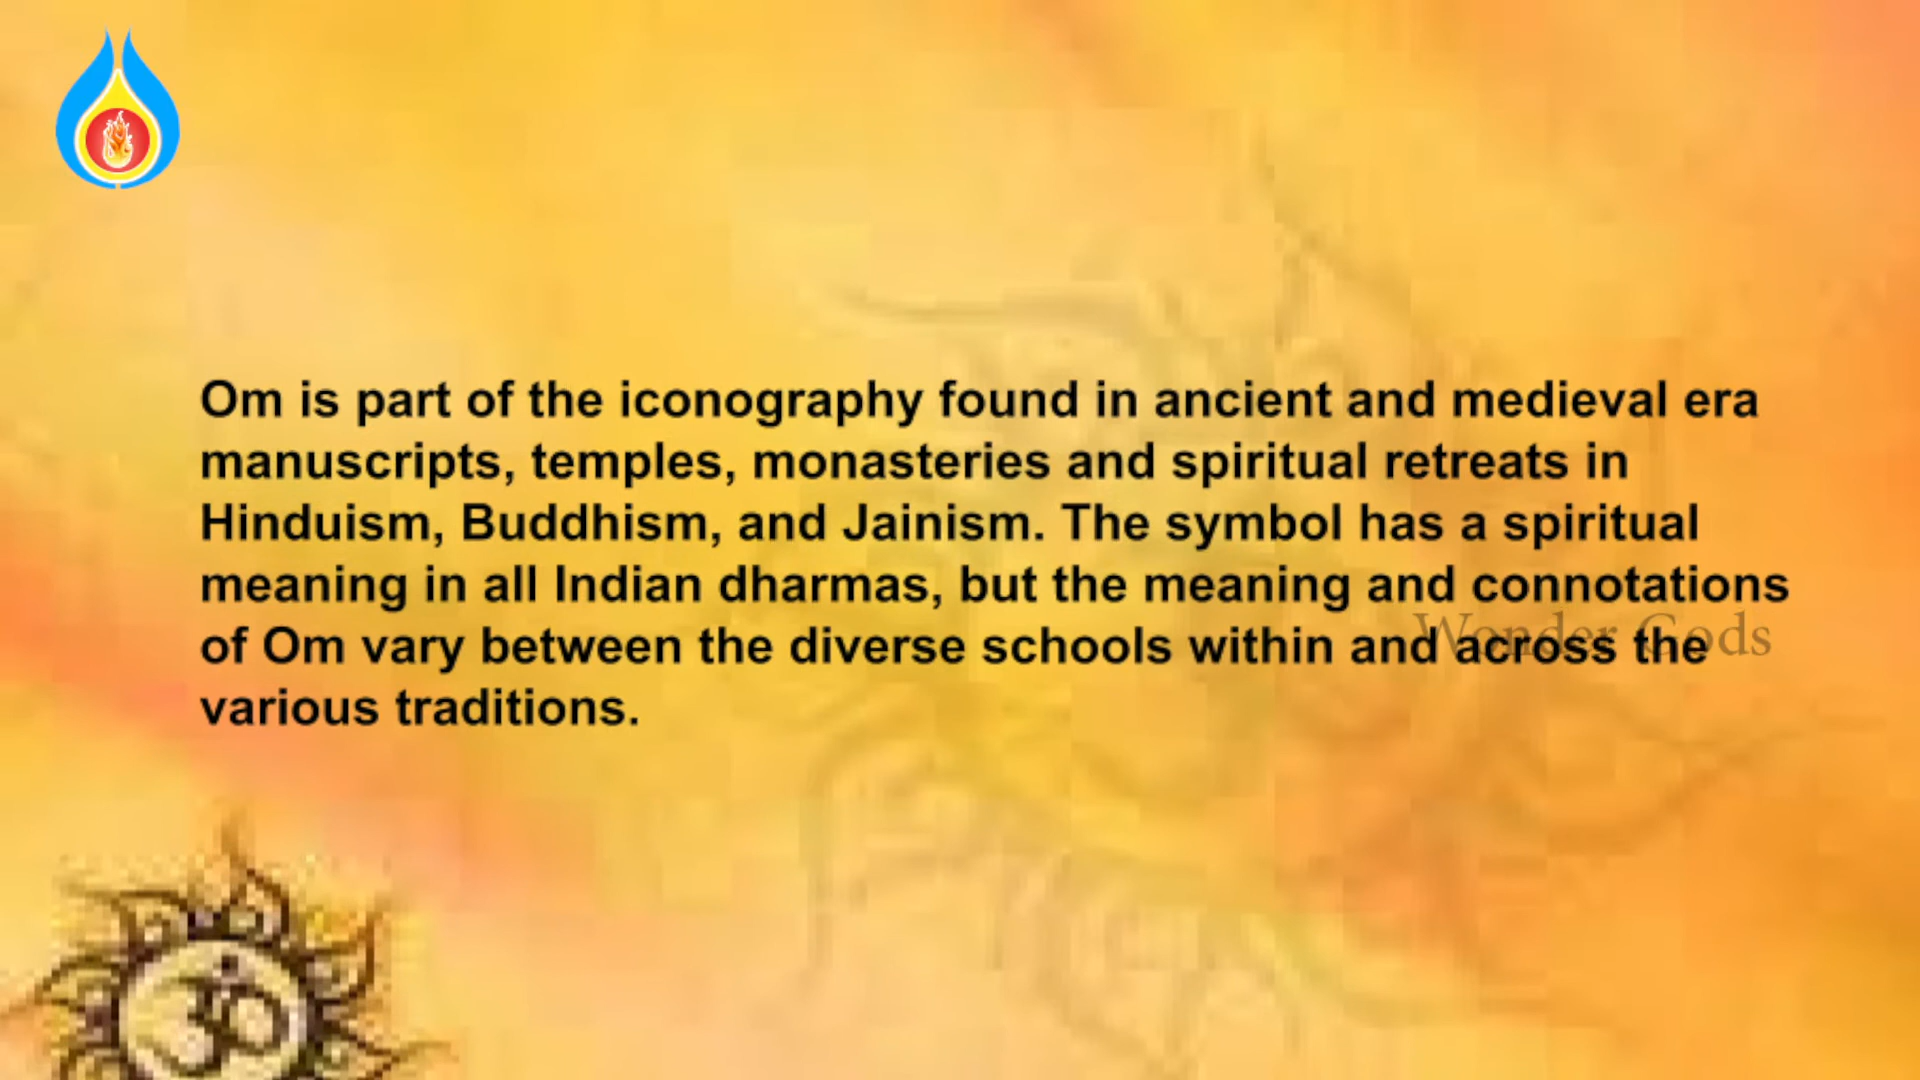 Om is part of the iconography found in ancient and medieval era
manuscripts, temples, monasteries and spiritual retreats in
Hinduism, Buddhism, and Jainism. The symbol has a spiritual
meaning in all Indian dharmas, but the meaning and connotations
of Om vary between the diverse schools within and across the
various traditions.
Wonder Gods
ॐ